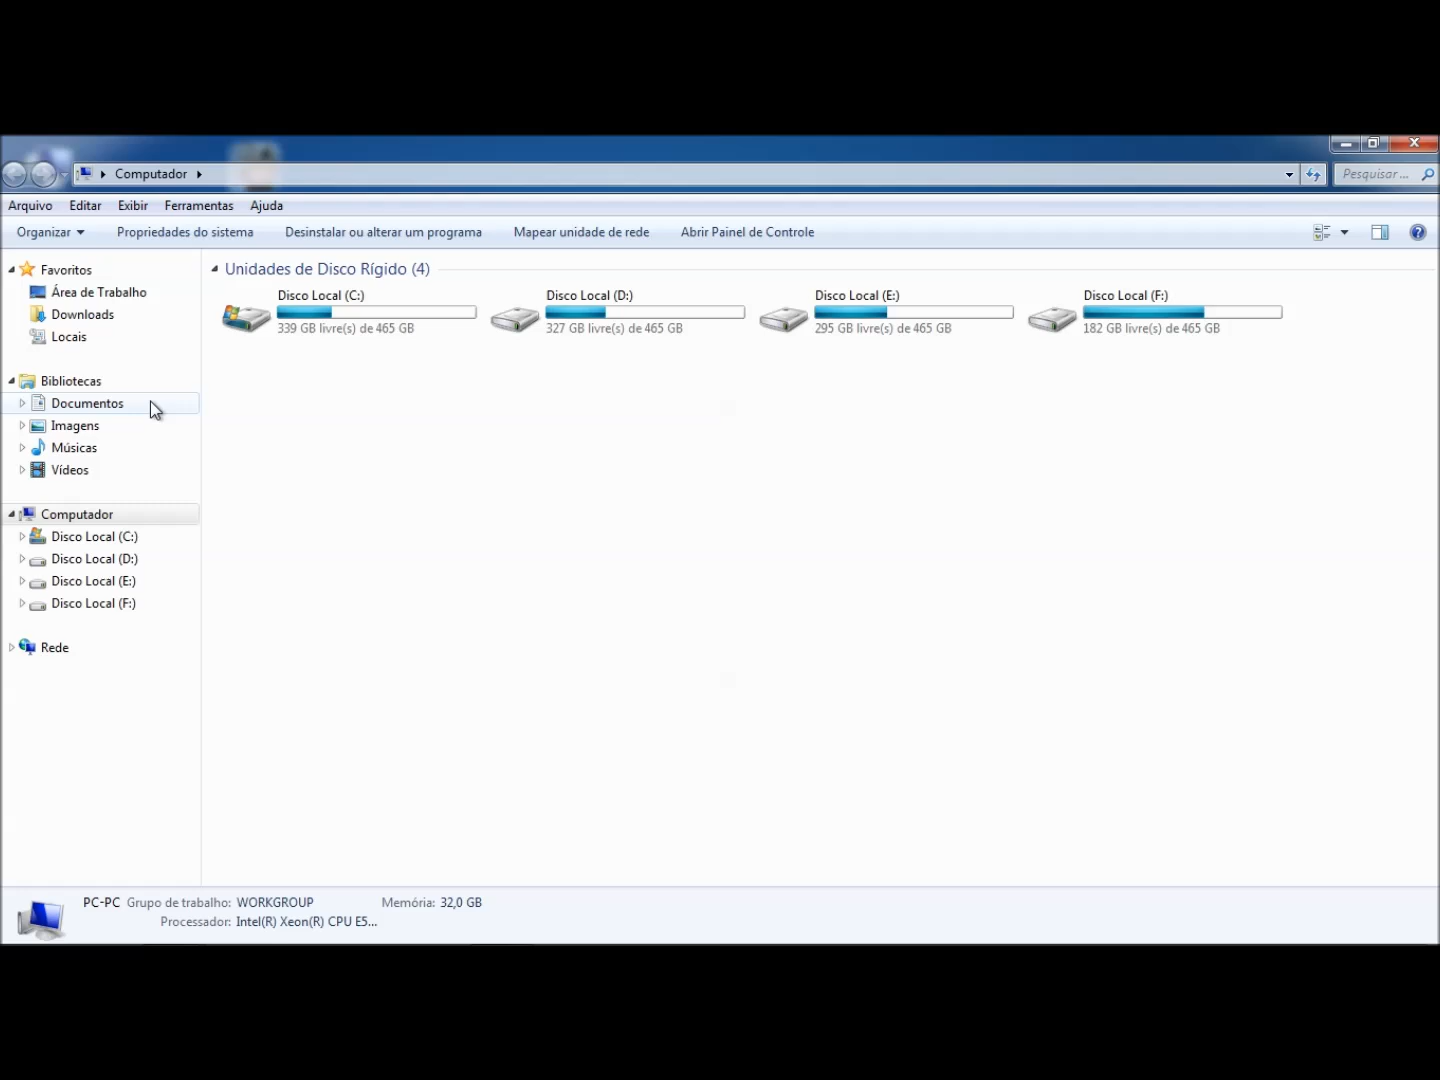 Computador
Pesquisar ...
Arquivo Editar Exibir Ferramentas Ajuda
Organizar Propriedades do sistema Desinstalar ou alterar um programa Mapear unidade de rede Abrir Painel de Controle
Favoritos
Área de Trabalho
Downloads
Locais
Bibliotecas
Documentos
Imagens
Músicas
Vídeos
Computador
Disco Local (C:)
Disco Local (D:)
Disco Local (E:)
Disco Local (F:)
Rede
Unidades de Disco Rígido (4)
Disco Local (C:)
339 GB livre(s) de 465 GB
Disco Local (D:)
327 GB livre(s) de 465 GB
Disco Local (E:)
295 GB livre(s) de 465 GB
Disco Local (F:)
182 GB livre(s) de 465 GB
PC-PC Grupo de trabalho: WORKGROUP Memória: 32,0 GB
Processador: Intel(R) Xeon(R) CPU E5...